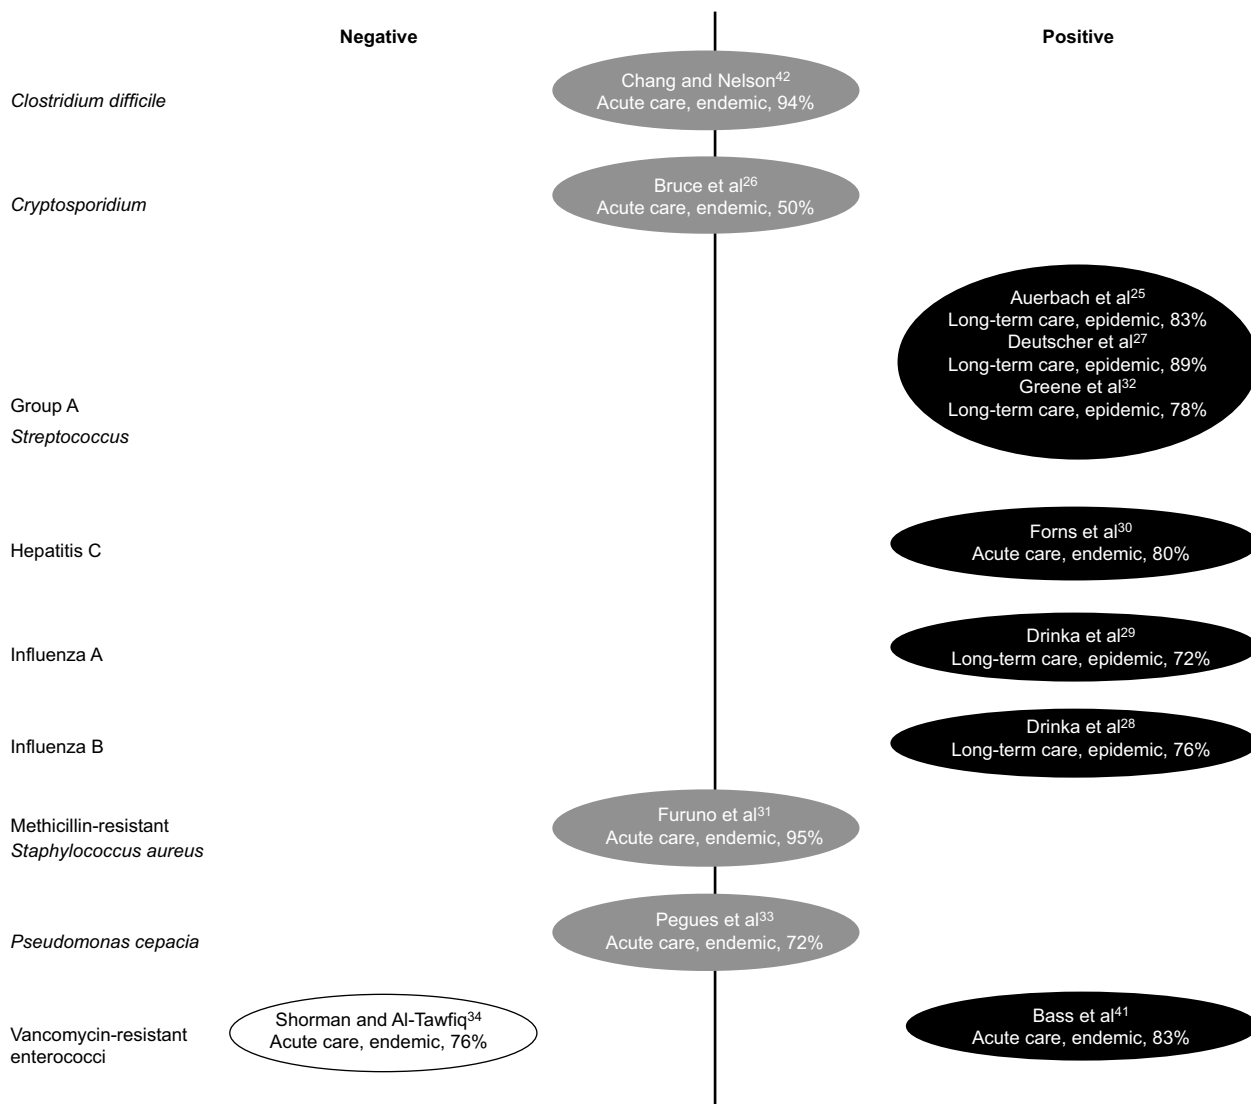 Negative
Positive
Clostridium difficile
Chang and Nelson42
Acute care, endemic, 94%
Cryptosporidium
Bruce et al26
Acute care, endemic, 50%
Group A
Streptococcus
Auerbach et al25
Long-term care, epidemic, 83%
Deutscher et al27
Long-term care, epidemic, 89%
Greene et al32
Long-term care, epidemic, 78%
Hepatitis C
Forns et al30
Acute care, endemic, 80%
Influenza A
Drinka et al29
Long-term care, epidemic, 72%
Influenza B
Drinka et al28
Long-term care, epidemic, 76%
Methicillin-resistant
Staphylococcus aureus
Furuno et al31
Acute care, endemic, 95%
Pseudomonas cepacia
Pegues et al33
Acute care, endemic, 72%
Vancomycin-resistant
enterococci
Shorman and Al-Tawfiq34
Acute care, endemic, 76%
Bass et al41
Acute care, endemic, 83%